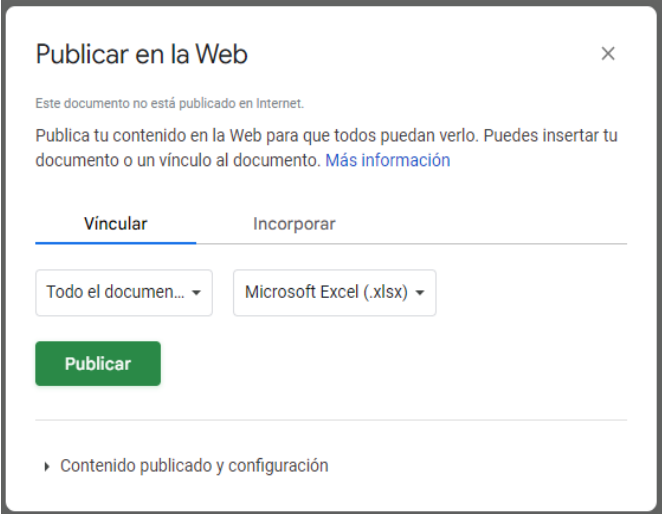 Publicar en la Web
Este documento no está publicado en Internet.
Publica tu contenido en la Web para que todos puedan verlo. Puedes insertar tu
documento o un vínculo al documento. Más información
Vincular
Incorporar
Todo el documen...
Microsoft Excel (.xlsx)
Publicar
Contenido publicado y configuración